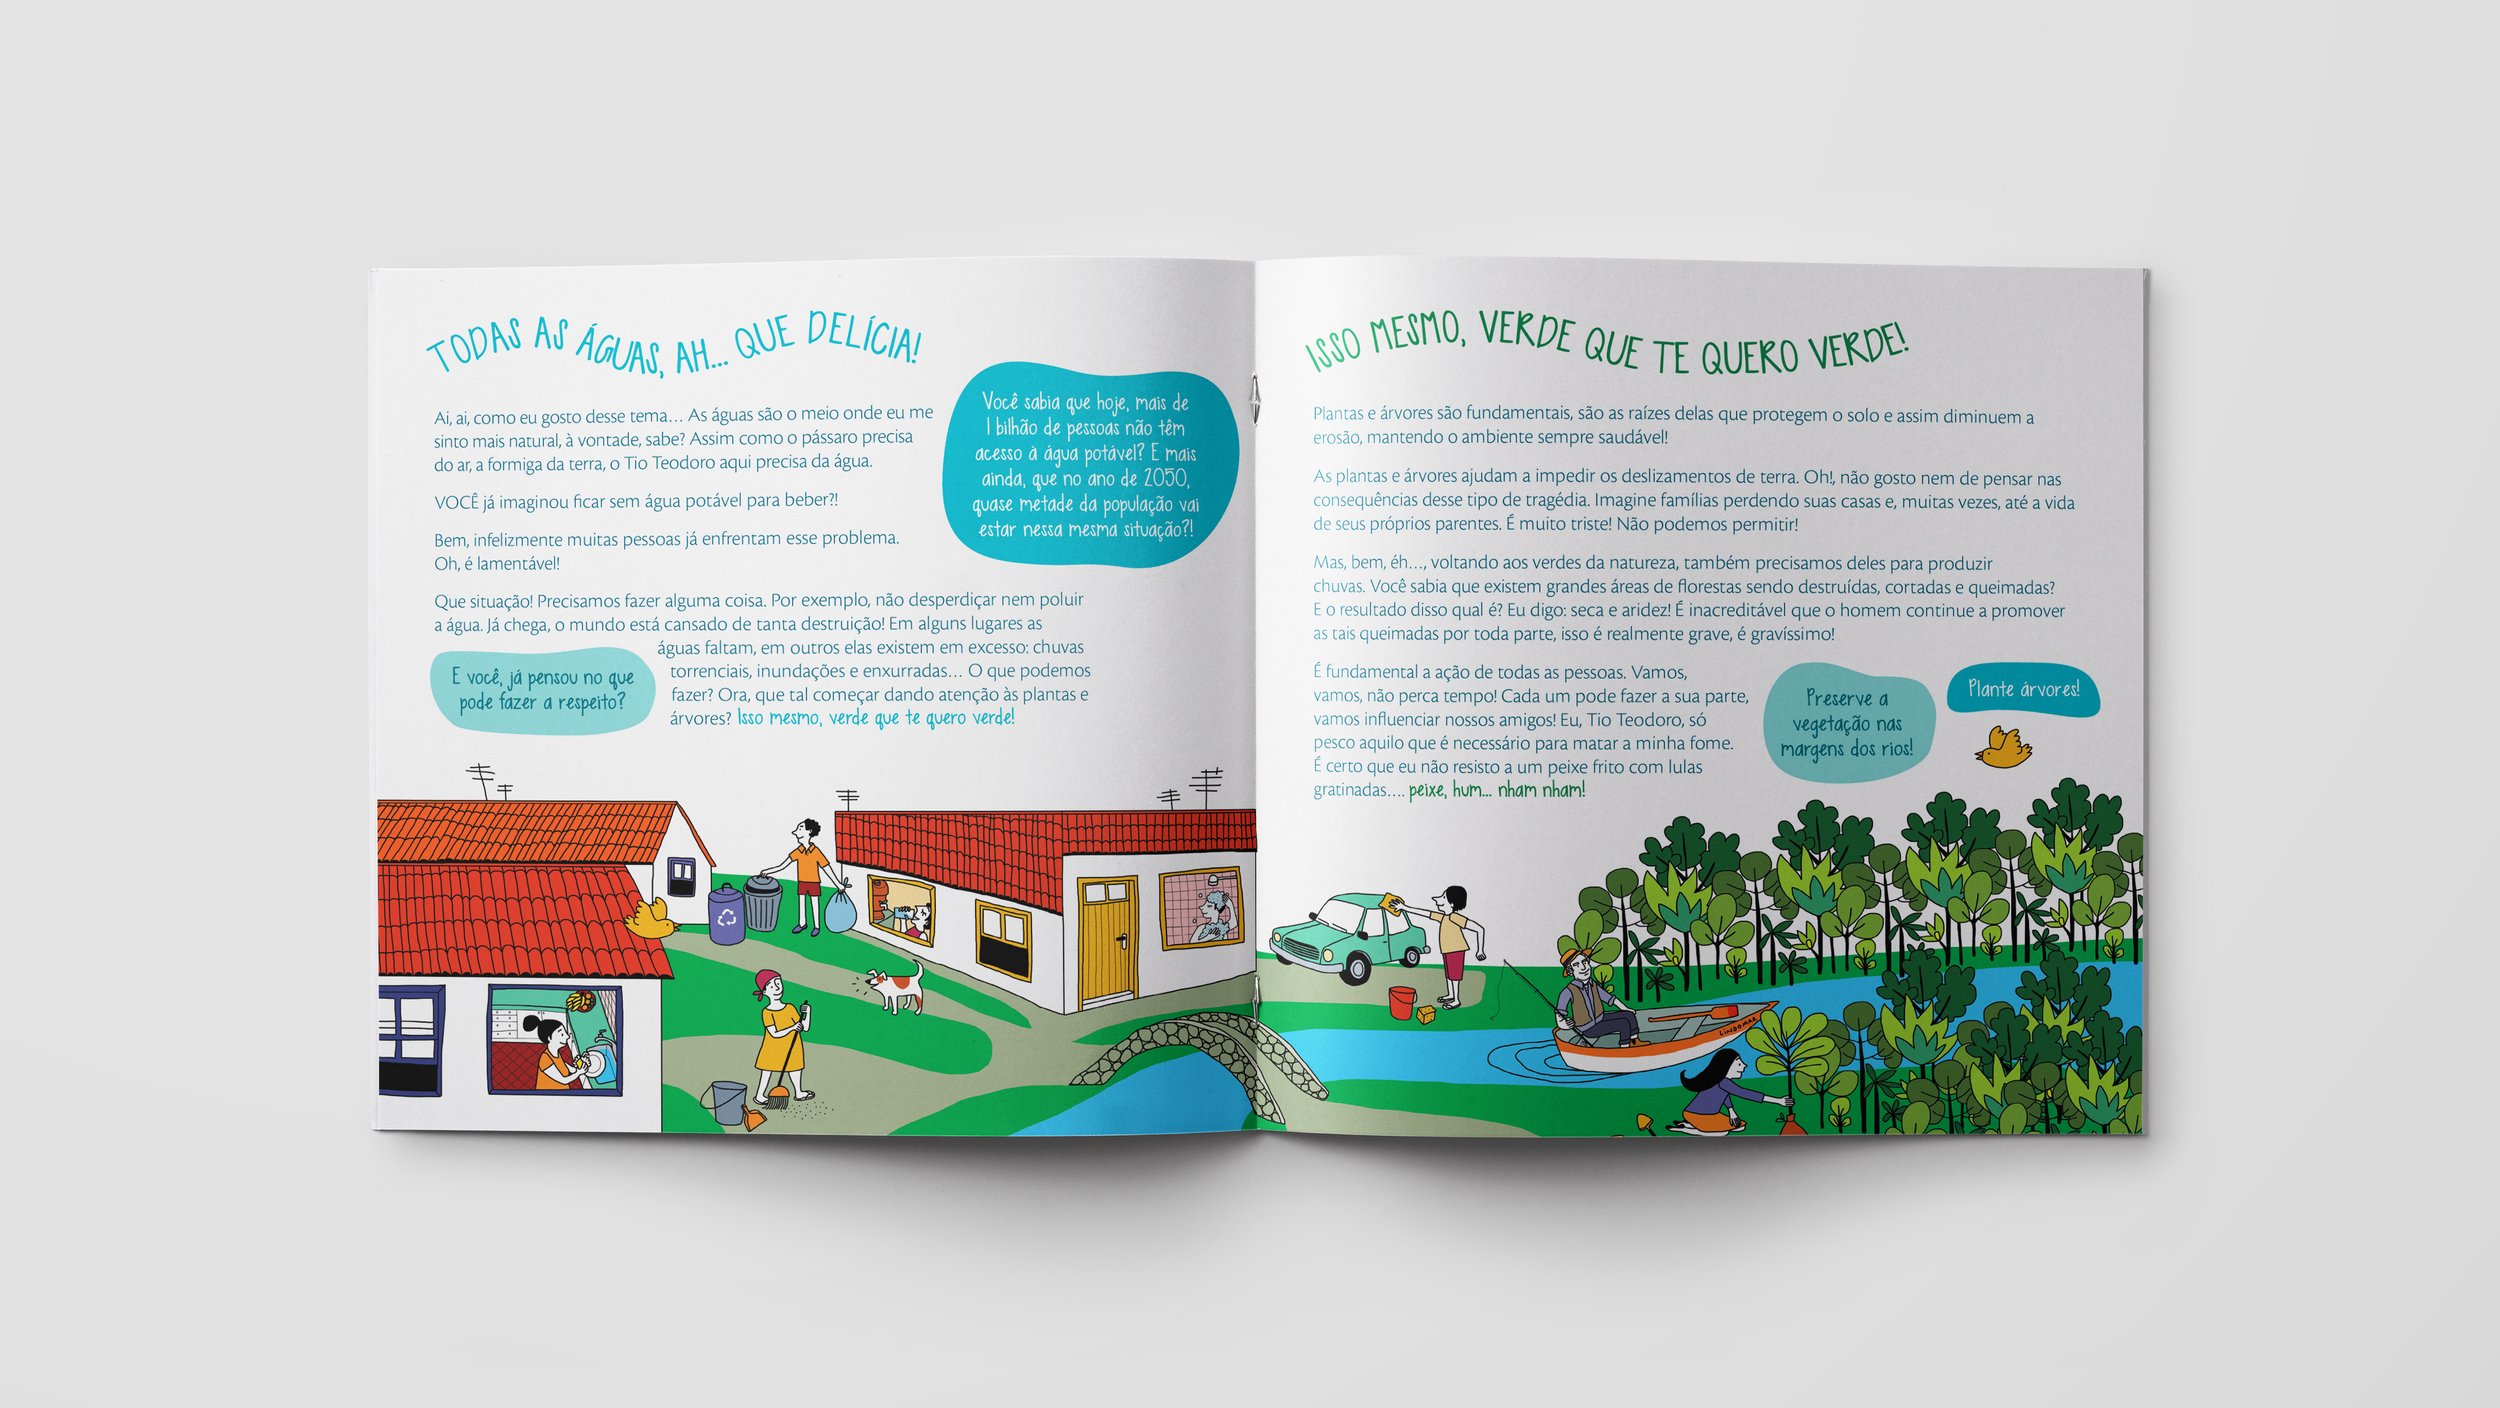 TODAS AS ÁGUAS, AH... QUE DELÍCIA!
Ai, ai, como eu gosto desse tema... As águas são o meio onde eu me
sinto mais natural, à vontade, sabe? Assim como o pássaro precisa
do ar, a formiga da terra, o Tio Teodoro aqui precisa da água.
VOCÊ já imaginou ficar sem água potável para beber?!
Bem, infelizmente muitas pessoas já enfrentam esse problema.
Oh, é lamentável!
Você sabia que hoje, mais de
1 bilhão de pessoas não têm
acesso à água potável? E mais
ainda, que no ano de 2050,
quase metade da população vai
estar nessa mesma situação?!
Que situação! Precisamos fazer alguma coisa. Por exemplo, não desperdiçar nem poluir
a água. Já chega, o mundo está cansado de tanta destruição! Em alguns lugares as
águas faltam, em outros elas existem em excesso: chuvas
torrenciais, inundações e enxurradas... O que podemos
fazer? Ora, que tal começar dando atenção às plantas e
árvores? Isso mesmo, verde que te quero verde!
E você, já pensou no que
pode fazer a respeito?
ISSO MESMO, VERDE QUE TE QUERO VERDE!
Plantas e árvores são fundamentais, são as raízes delas que protegem o solo e assim diminuem a
erosão, mantendo o ambiente sempre saudável!
As plantas e árvores ajudam a impedir os deslizamentos de terra. Oh!, não gosto nem de pensar nas
consequências desse tipo de tragédia. Imagine famílias perdendo suas casas e, muitas vezes, até a vida
de seus próprios parentes. É muito triste! Não podemos permitir!
Mas, bem, éh..., voltando aos verdes da natureza, também precisamos deles para produzir
chuvas. Você sabia que existem grandes áreas de florestas sendo destruídas, cortadas e queimadas?
E o resultado disso qual é? Eu digo: seca e aridez! É inacreditável que o homem continue a promover
as tais queimadas por toda parte, isso é realmente grave, é gravíssimo!
É fundamental a ação de todas as pessoas. Vamos,
vamos, não perca tempo! Cada um pode fazer a sua parte,
vamos influenciar nossos amigos! Eu, Tio Teodoro, só
pesco aquilo que é necessário para matar a minha fome.
É certo que eu não resisto a um peixe frito com lulas
gratinadas.... peixe, hum... nham nham!
Preserve a
vegetação nas
margens dos rios!
Plante árvores!
LINDOMAR